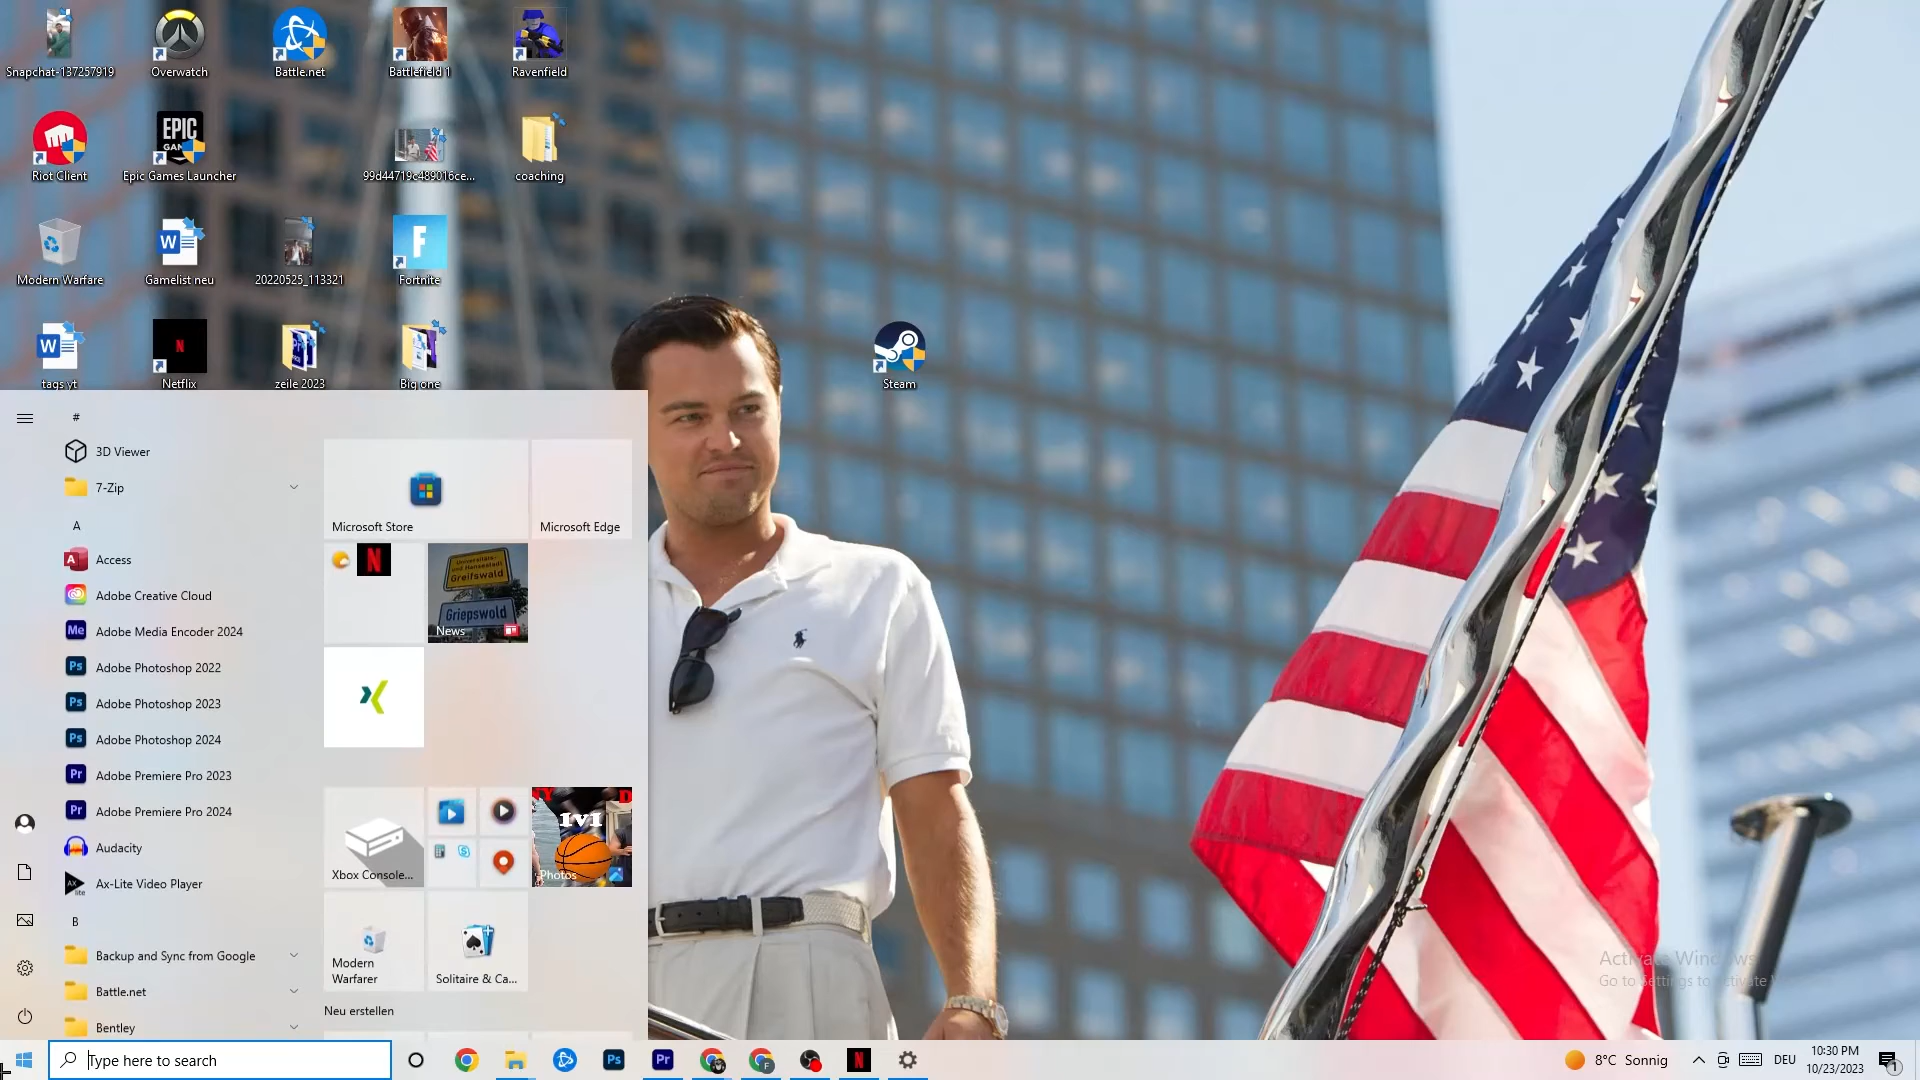 Snapchat-137257919
Overwatch
Battle.net
Battlefield 1
Ravenfield
Riot Client
EPIC
Epic Games Launcher
99d44719c489016ce...
coaching
Modern Warfare
Gamelist neu
20220525_113321
Fortnite
tags yt
Netflix
zeile 2023
Big one
Steam
#
3D Viewer
7-Zip
A
Access
Adobe Creative Cloud
Adobe Media Encoder 2024
Adobe Photoshop 2022
Adobe Photoshop 2023
Adobe Photoshop 2024
Adobe Premiere Pro 2023
Adobe Premiere Pro 2024
Audacity
Ax-Lite Video Player
B
Backup and Sync from Google
Battle.net
Bentley
Microsoft Store
Microsoft Edge
Universitäts-
und Hansestadt
Greifswald
Griepswold
News
Xbox Console...
1v1
Photos
Modern
Warfarer
Solitaire & Ca...
Neu erstellen
Activate Windows
Go to Settings to activate W
Type here to search
8°C Sonnig
DEU
10:30 PM
10/23/2023
1